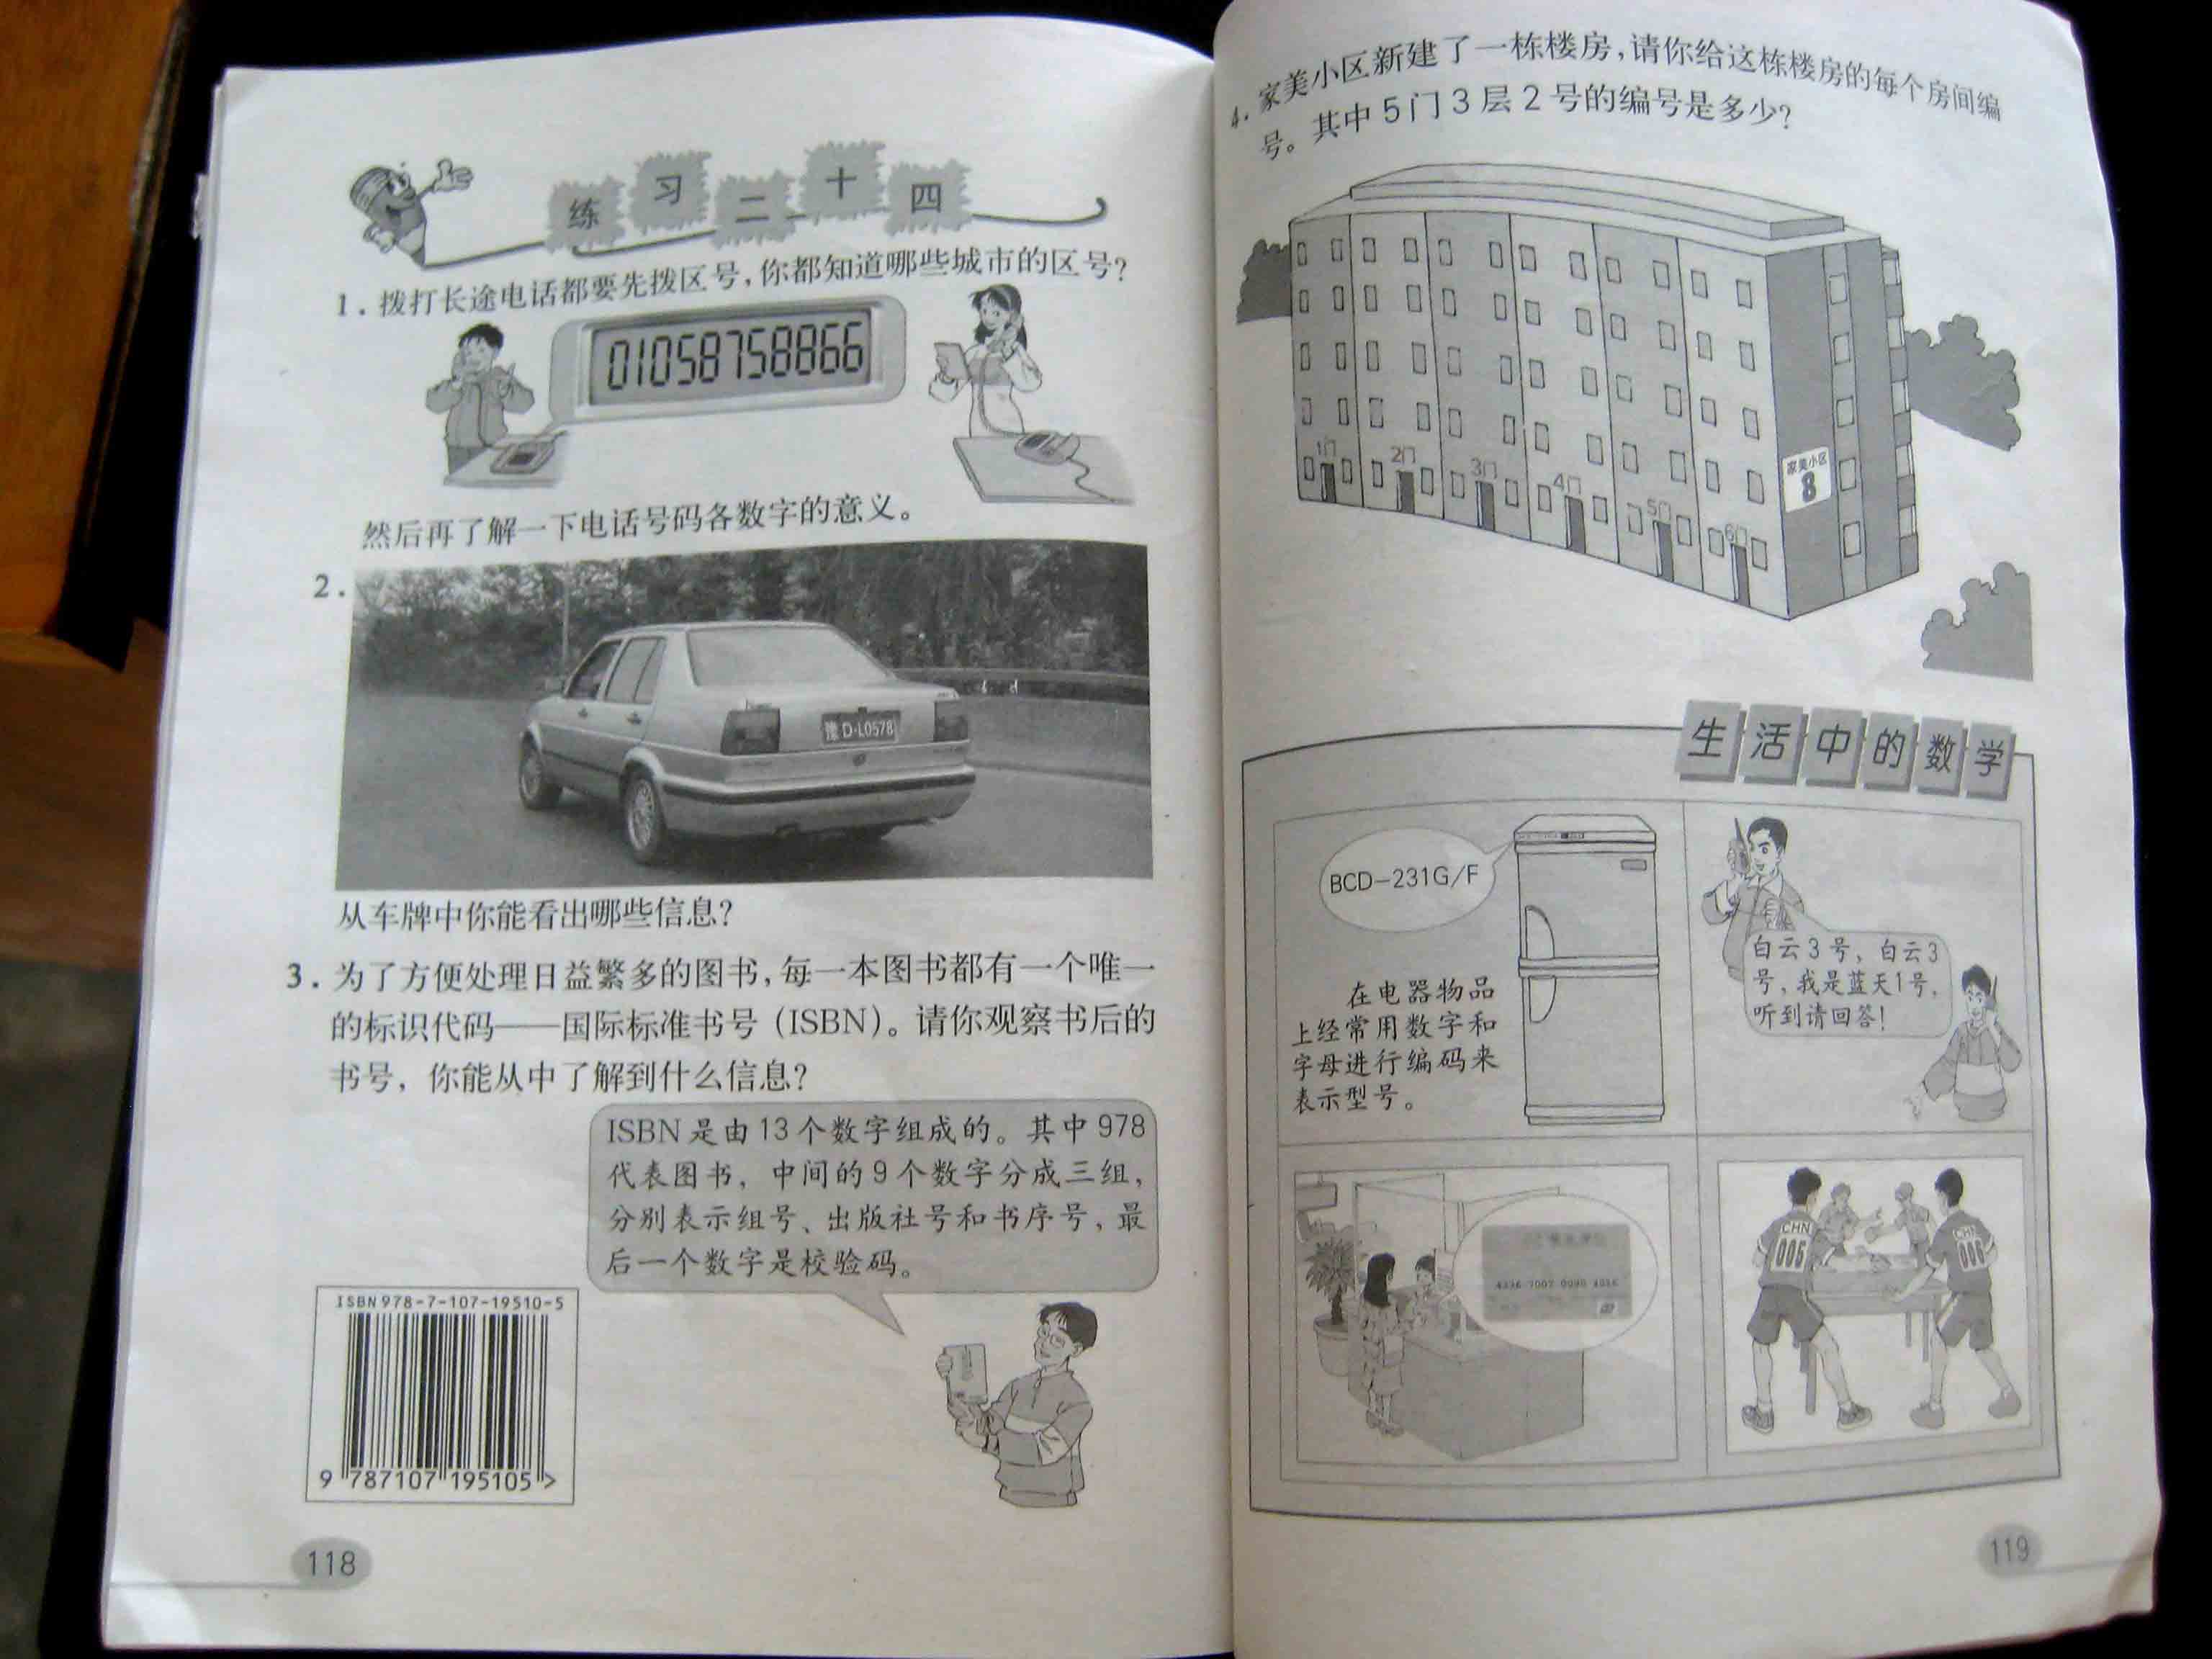 练习二十四
1.拨打长途电话都要先拨区号,你都知道哪些城市的区号?
01058758866
然后再了解一下电话号码各数字的意义。
2.
豫D·L0578
从车牌中你能看出哪些信息?
3.为了方便处理日益繁多的图书,每一本图书都有一个唯一
的标识代码——国际标准书号(ISBN)。请你观察书后的
书号,你能从中了解到什么信息?
ISBN是由13个数字组成的。其中978
代表图书,中间的9个数字分成三组,
分别表示组号、出版社号和书序号,最
后一个数字是校验码。
ISBN 978-7-107-19510-5
9 787107 195105 >
118
4.家美小区新建了一栋楼房,请你给这栋楼房的每个房间编
号。其中5门3层2号的编号是多少?
1门
2门
3门
4门
5门
6门
家美小区
8
生活中的数学
BCD-231G/F
在电器物品
上经常用数字和
字母进行编码来
表示型号。
白云3号,白云3
号,我是蓝天1号,
听到请回答!
CHN
005
006
119